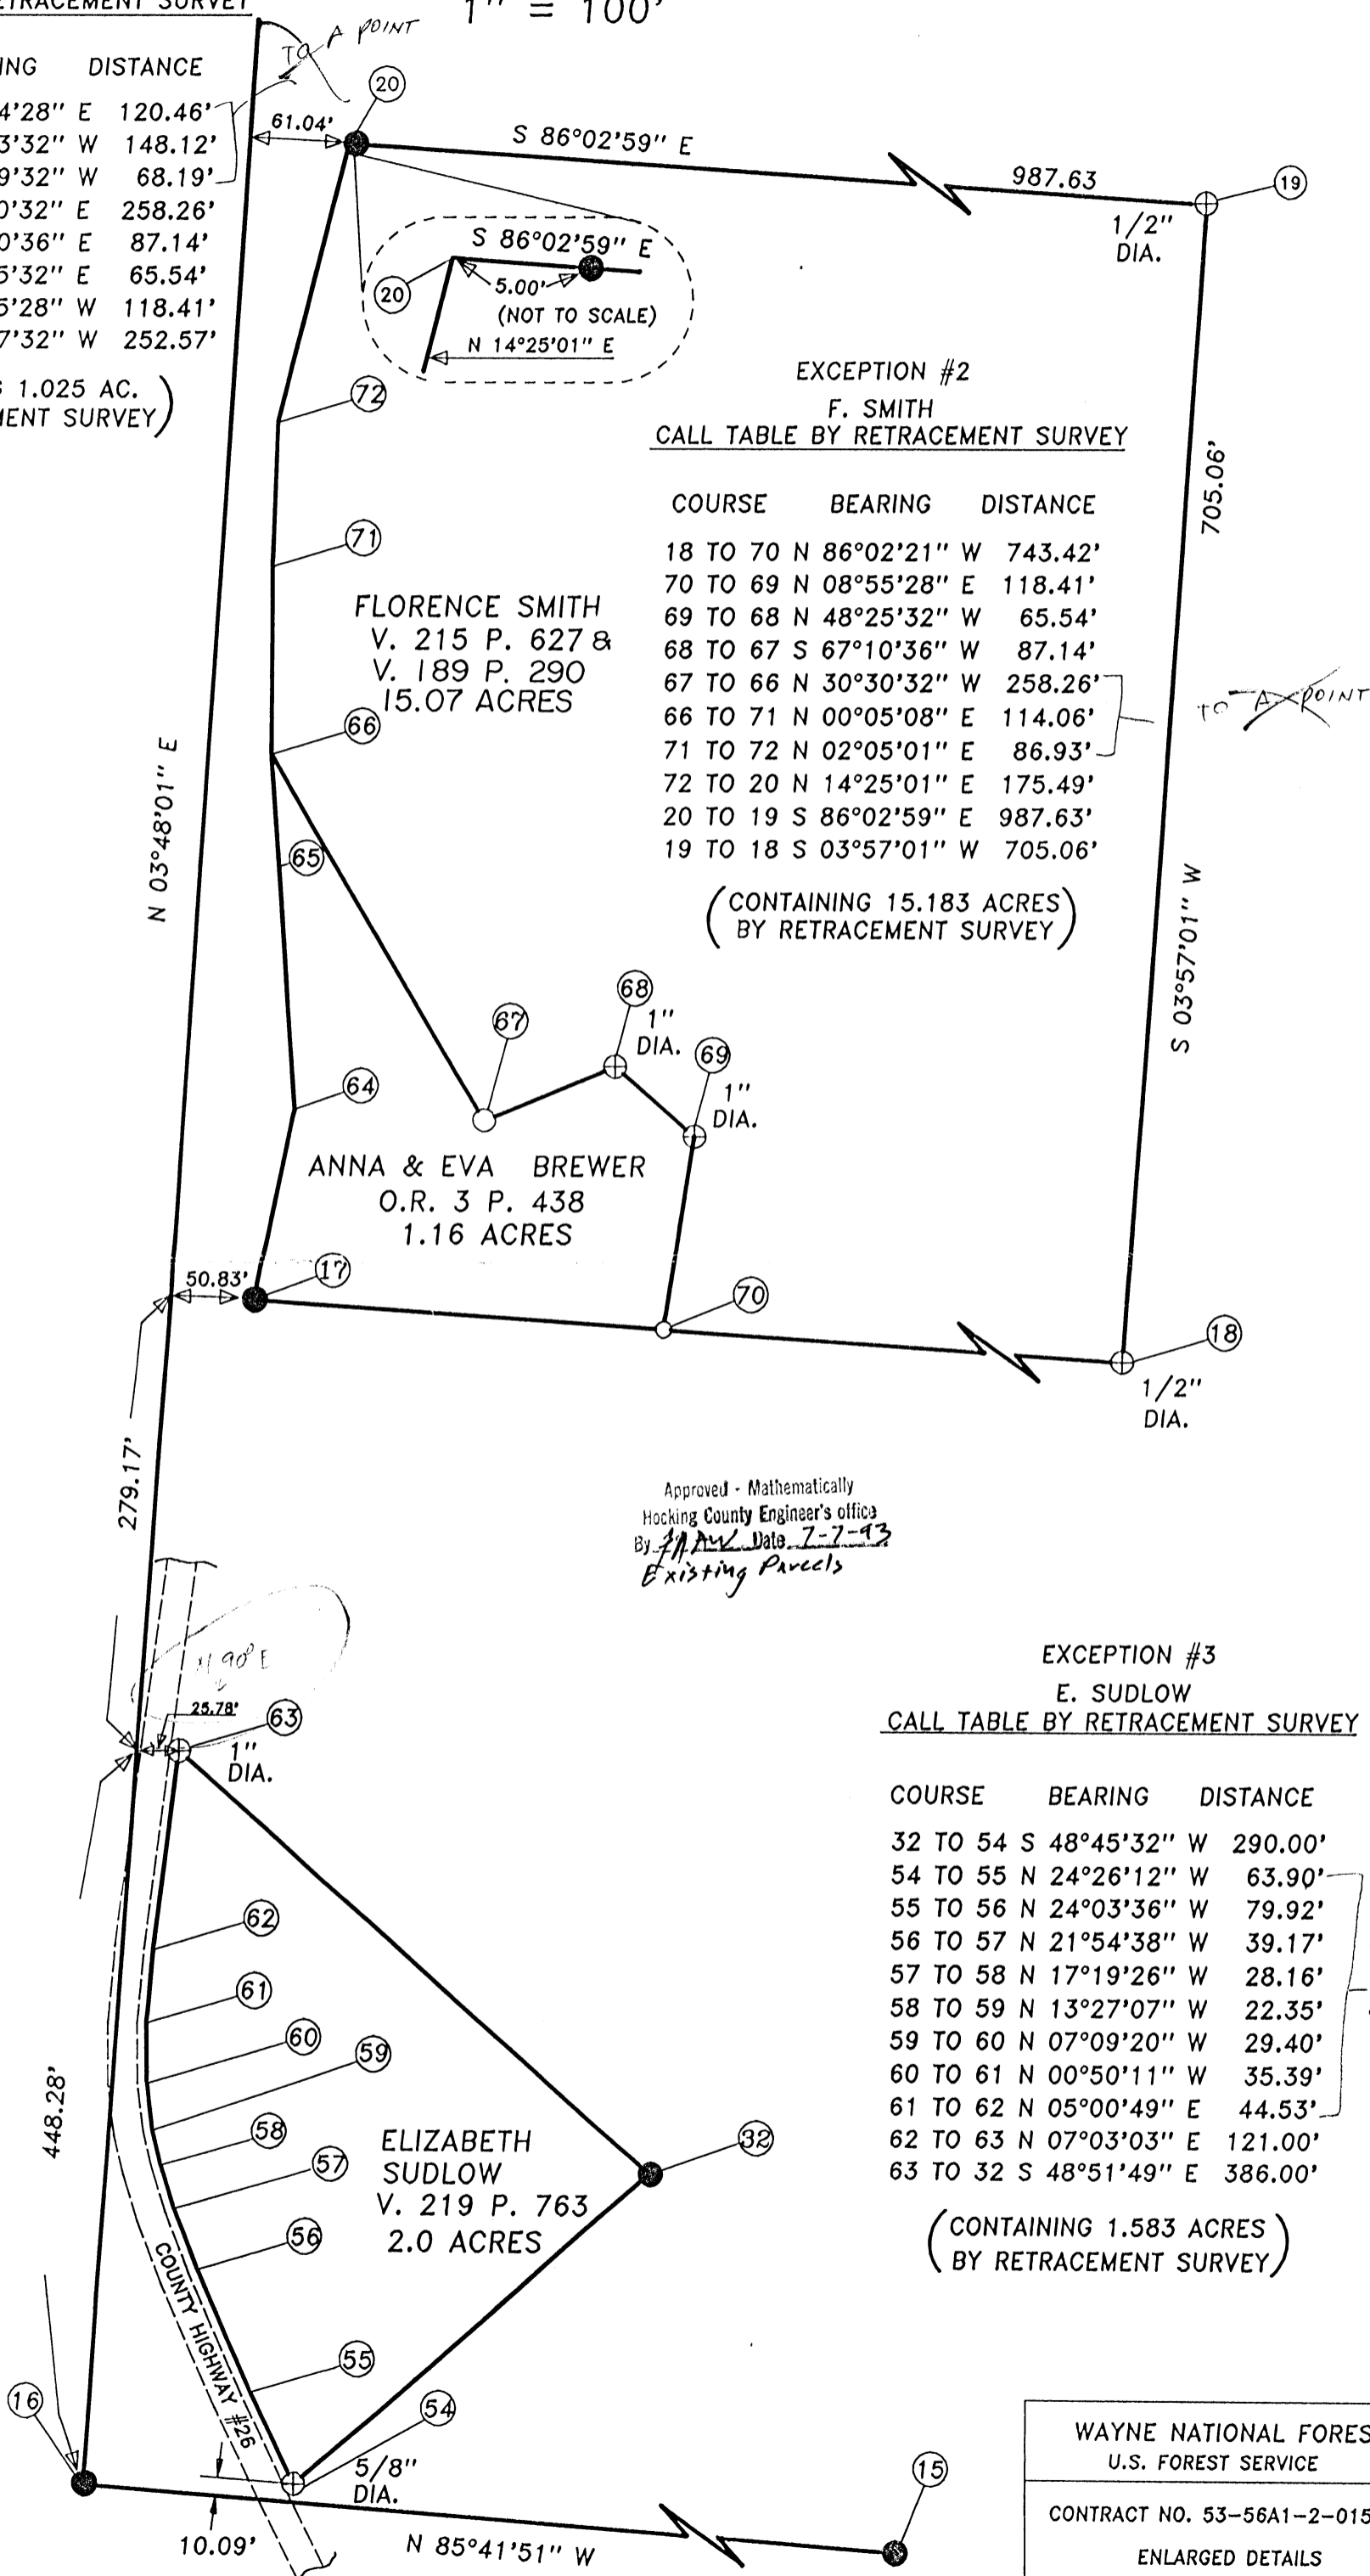 RETRACEMENT SURVEY
1" = 100'
TO A POINT
ING DISTANCE
4'28" E 120.46'
3'32" W 148.12'
9'32" W 68.19'
0'32" E 258.26'
0'36" E 87.14'
5'32" E 65.54'
5'28" W 118.41'
7'32" W 252.57'
1.025 AC.
MENT SURVEY)
20
61.04'
S 86°02'59" E
987.63
19
1/2"
DIA.
S 86°02'59" E
20
5.00'
(NOT TO SCALE)
N 14°25'01" E
72
EXCEPTION #2
F. SMITH
CALL TABLE BY RETRACEMENT SURVEY
COURSE BEARING DISTANCE
18 TO 70 N 86°02'21" W 743.42'
70 TO 69 N 08°55'28" E 118.41'
69 TO 68 N 48°25'32" W 65.54'
68 TO 67 S 67°10'36" W 87.14'
67 TO 66 N 30°30'32" W 258.26'
66 TO 71 N 00°05'08" E 114.06'
71 TO 72 N 02°05'01" E 86.93'
72 TO 20 N 14°25'01" E 175.49'
20 TO 19 S 86°02'59" E 987.63'
19 TO 18 S 03°57'01" W 705.06'
(CONTAINING 15.183 ACRES
BY RETRACEMENT SURVEY)
TO A POINT
705.06'
S 03°57'01" W
71
FLORENCE SMITH
V. 215 P. 627 &
V. 189 P. 290
15.07 ACRES
66
N 03°48'01" E
65
68
1"
DIA.
67
69
1"
DIA.
64
ANNA & EVA BREWER
O.R. 3 P. 438
1.16 ACRES
50.83'
17
70
18
1/2"
DIA.
279.17'
Approved - Mathematically
Hocking County Engineer's office
By Date 7-7-93
Existing Parcels
N 90° E
25.78'
63
1"
DIA.
EXCEPTION #3
E. SUDLOW
CALL TABLE BY RETRACEMENT SURVEY
COURSE BEARING DISTANCE
32 TO 54 S 48°45'32" W 290.00'
54 TO 55 N 24°26'12" W 63.90'
55 TO 56 N 24°03'36" W 79.92'
56 TO 57 N 21°54'38" W 39.17'
57 TO 58 N 17°19'26" W 28.16'
58 TO 59 N 13°27'07" W 22.35'
59 TO 60 N 07°09'20" W 29.40'
60 TO 61 N 00°50'11" W 35.39'
61 TO 62 N 05°00'49" E 44.53'
62 TO 63 N 07°03'03" E 121.00'
63 TO 32 S 48°51'49" E 386.00'
(CONTAINING 1.583 ACRES
BY RETRACEMENT SURVEY)
62
61
60
59
58
57
56
448.28'
ELIZABETH
SUDLOW
V. 219 P. 763
2.0 ACRES
32
COUNTY HIGHWAY #26
55
54
16
5/8"
DIA.
15
10.09'
N 85°41'51" W
WAYNE NATIONAL FORES
U.S. FOREST SERVICE
CONTRACT NO. 53-56A1-2-015
ENLARGED DETAILS